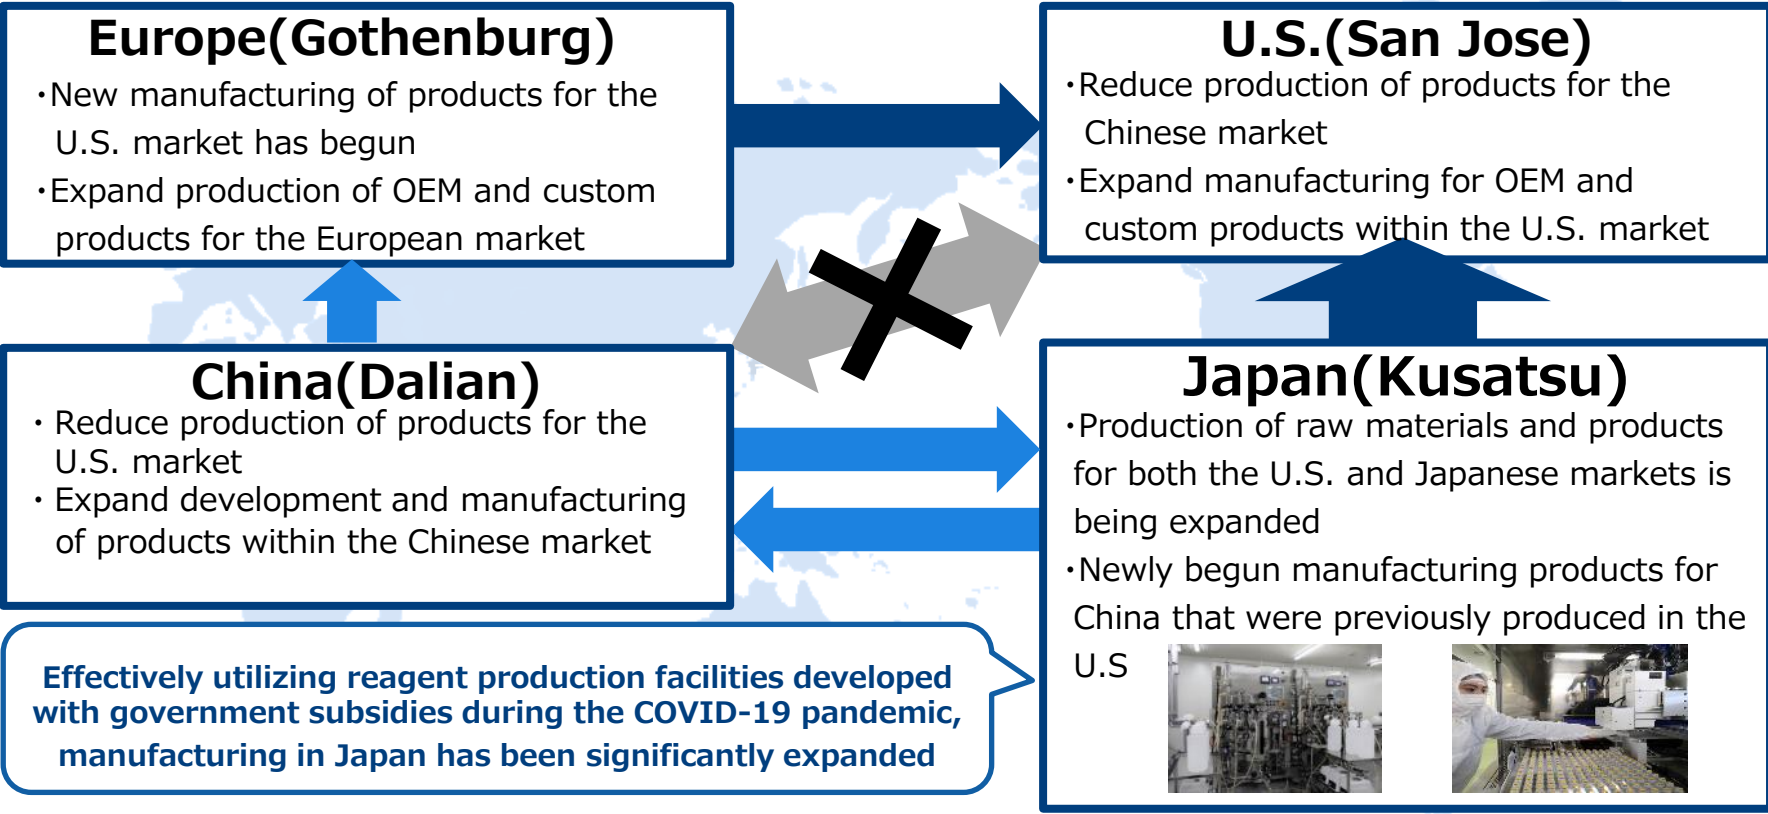 Europe(Gothenburg)
・New manufacturing of products for the
U.S. market has begun
・Expand production of OEM and custom
products for the European market
U.S.(San Jose)
・Reduce production of products for the
Chinese market
・Expand manufacturing for OEM and
custom products within the U.S. market
China(Dalian)
・Reduce production of products for the
U.S. market
・Expand development and manufacturing
of products within the Chinese market
Japan(Kusatsu)
・Production of raw materials and products
for both the U.S. and Japanese markets is
being expanded
・Newly begun manufacturing products for
China that were previously produced in the
U.S
Effectively utilizing reagent production facilities developed
with government subsidies during the COVID-19 pandemic,
manufacturing in Japan has been significantly expanded